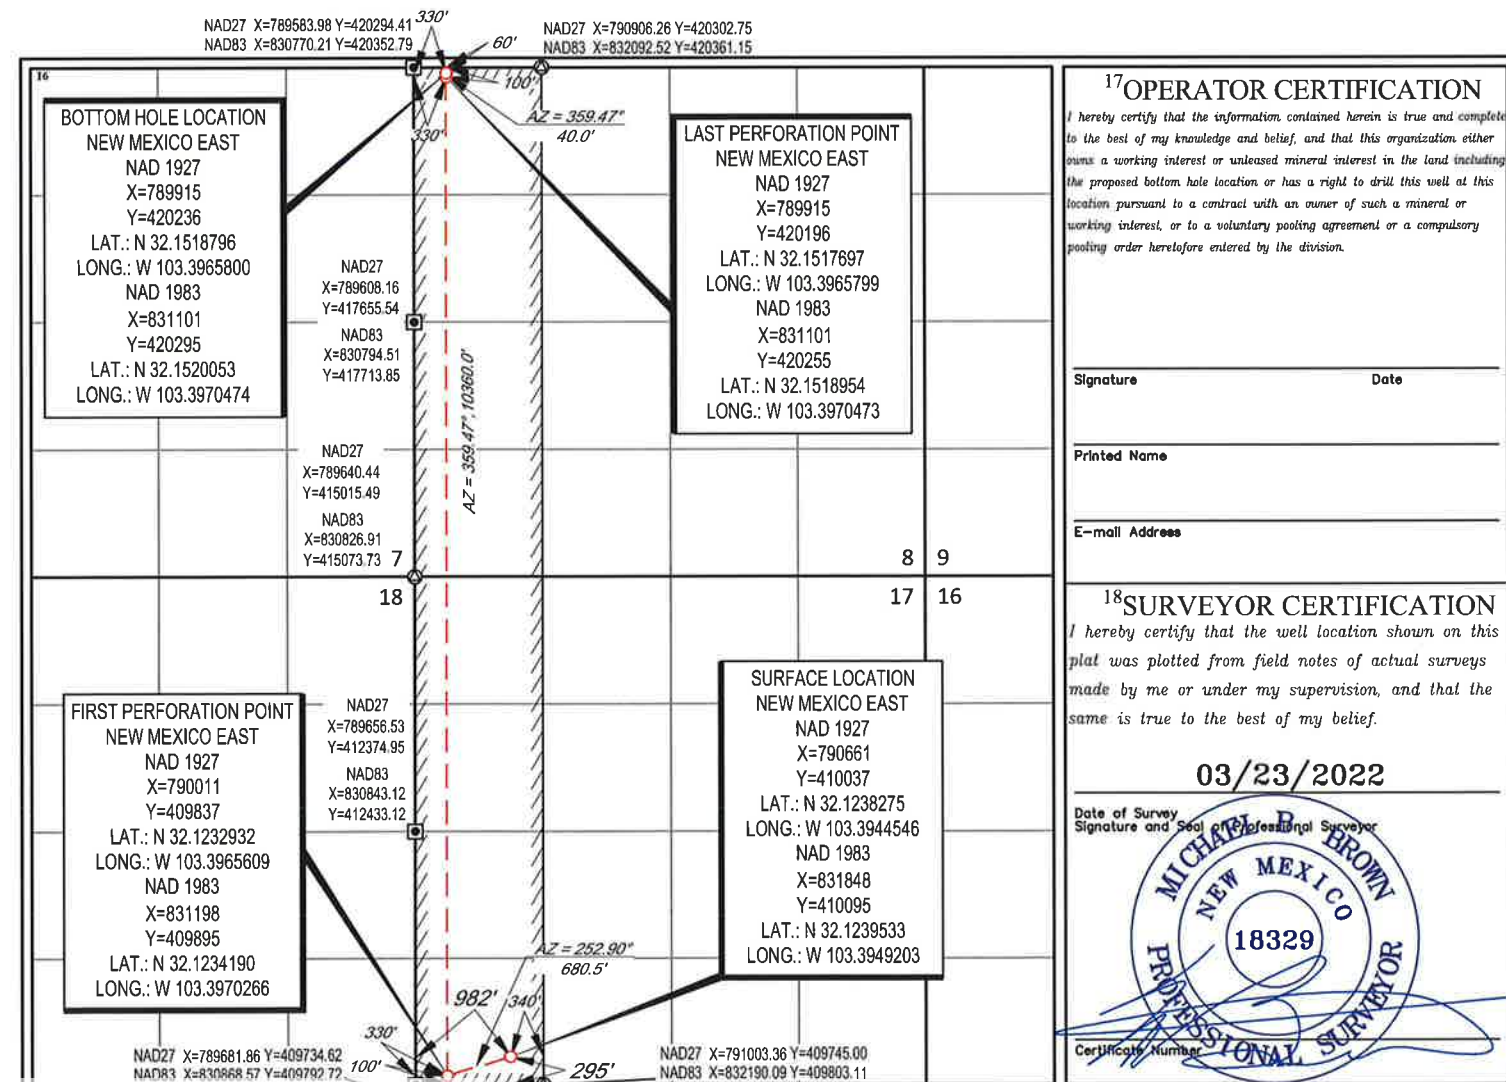 NAD27 X=789583.98 Y=420294.41
NAD83 X=830770.21 Y=420352.79
330'
60'
NAD27 X=790906.26 Y=420302.75
NAD83 X=832092.52 Y=420361.15
16
100'
330'
AZ = 359.47°
40.0'
BOTTOM HOLE LOCATION
NEW MEXICO EAST
NAD 1927
X=789915
Y=420236
LAT.: N 32.1518796
LONG.: W 103.3965800
NAD 1983
X=831101
Y=420295
LAT.: N 32.1520053
LONG.: W 103.3970474
LAST PERFORATION POINT
NEW MEXICO EAST
NAD 1927
X=789915
Y=420196
LAT.: N 32.1517697
LONG.: W 103.3965799
NAD 1983
X=831101
Y=420255
LAT.: N 32.1518954
LONG.: W 103.3970473
NAD27
X=789608.16
Y=417655.54
NAD83
X=830794.51
Y=417713.85
AZ = 359.47°, 10360.0'
NAD27
X=789640.44
Y=415015.49
NAD83
X=830826.91
Y=415073.73
7
8
9
18
17
16
FIRST PERFORATION POINT
NEW MEXICO EAST
NAD 1927
X=790011
Y=409837
LAT.: N 32.1232932
LONG.: W 103.3965609
NAD 1983
X=831198
Y=409895
LAT.: N 32.1234190
LONG.: W 103.3970266
NAD27
X=789656.53
Y=412374.95
NAD83
X=830843.12
Y=412433.12
SURFACE LOCATION
NEW MEXICO EAST
NAD 1927
X=790661
Y=410037
LAT.: N 32.1238275
LONG.: W 103.3944546
NAD 1983
X=831848
Y=410095
LAT.: N 32.1239533
LONG.: W 103.3949203
AZ = 252.90°
680.5'
982'
340'
330'
100'
295'
NAD27 X=789681.86 Y=409734.62
NAD83 X=830868.57 Y=409792.72
NAD27 X=791003.36 Y=409745.00
NAD83 X=832190.09 Y=409803.11
17 OPERATOR CERTIFICATION
I hereby certify that the information contained herein is true and complete
to the best of my knowledge and belief, and that this organization either
owns a working interest or unleased mineral interest in the land including
the proposed bottom hole location or has a right to drill this well at this
location pursuant to a contract with an owner of such a mineral or
working interest, or to a voluntary pooling agreement or a compulsory
pooling order heretofore entered by the division.
Signature Date
Printed Name
E-mail Address
18 SURVEYOR CERTIFICATION
I hereby certify that the well location shown on this
plat was plotted from field notes of actual surveys
made by me or under my supervision, and that the
same is true to the best of my belief.
03/23/2022
Date of Survey
Signature and Seal of Professional Surveyor
MICHAEL B. BROWN
NEW MEXICO
18329
PROFESSIONAL SURVEYOR
Certificate Number